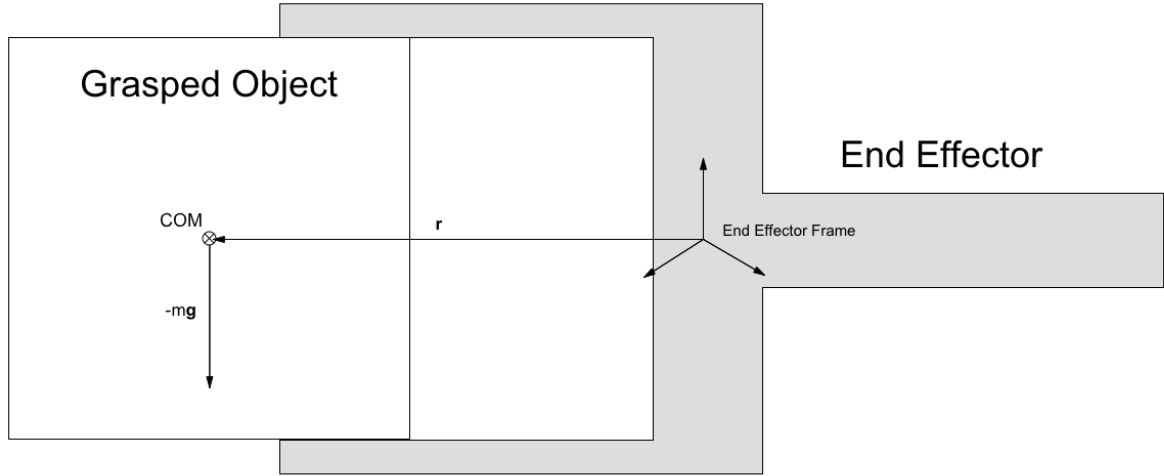 Grasped Object
End Effector
COM
r
End Effector Frame
-mg